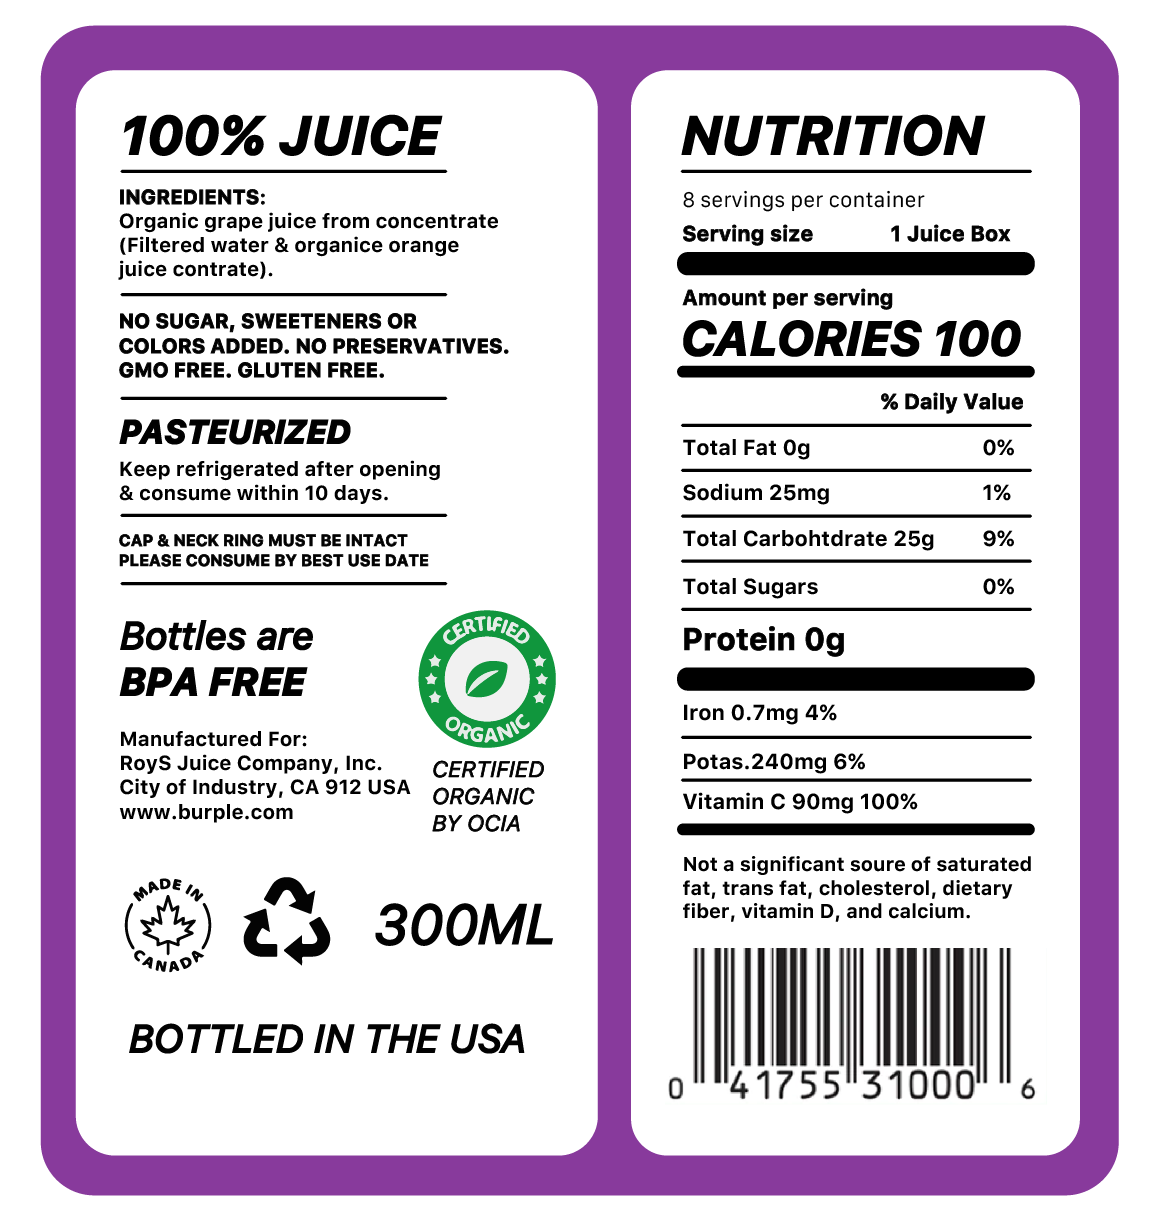 100% JUICE
INGREDIENTS:
Organic grape juice from concentrate
(Filtered water & organice orange
juice contrate).
NO SUGAR, SWEETENERS OR
COLORS ADDED. NO PRESERVATIVES.
GMO FREE. GLUTEN FREE.
PASTEURIZED
Keep refrigerated after opening
& consume within 10 days.
CAP & NECK RING MUST BE INTACT
PLEASE CONSUME BY BEST USE DATE
Bottles are
BPA FREE
Manufactured For:
RoyS Juice Company, Inc.
City of Industry, CA 912 USA
www.burple.com
CERTIFIED
ORGANIC
CERTIFIED
ORGANIC
BY OCIA
MADE IN
CANADA
300ML
BOTTLED IN THE USA
NUTRITION
8 servings per container
Serving size 1 Juice Box
Amount per serving
CALORIES 100
% Daily Value
Total Fat 0g 0%
Sodium 25mg 1%
Total Carbohtdrate 25g 9%
Total Sugars 0%
Protein 0g
Iron 0.7mg 4%
Potas.240mg 6%
Vitamin C 90mg 100%
Not a significant soure of saturated
fat, trans fat, cholesterol, dietary
fiber, vitamin D, and calcium.
0 41755 31000 6